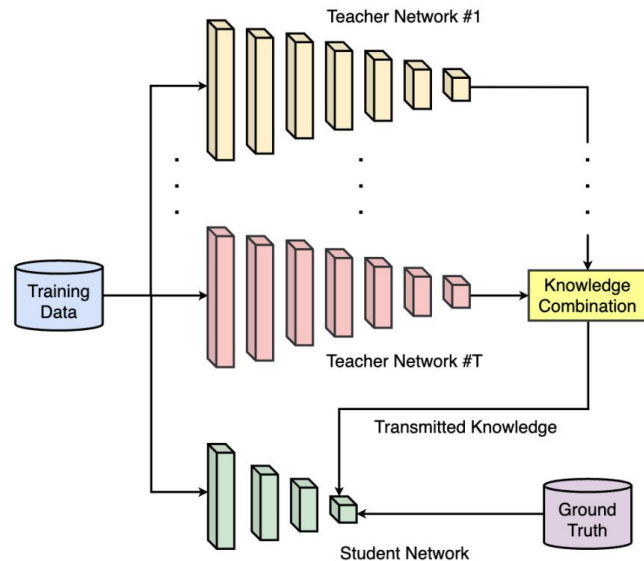 Teacher Network #1
Training
Data
Knowledge
Combination
Teacher Network #T
Transmitted Knowledge
Ground
Truth
Student Network